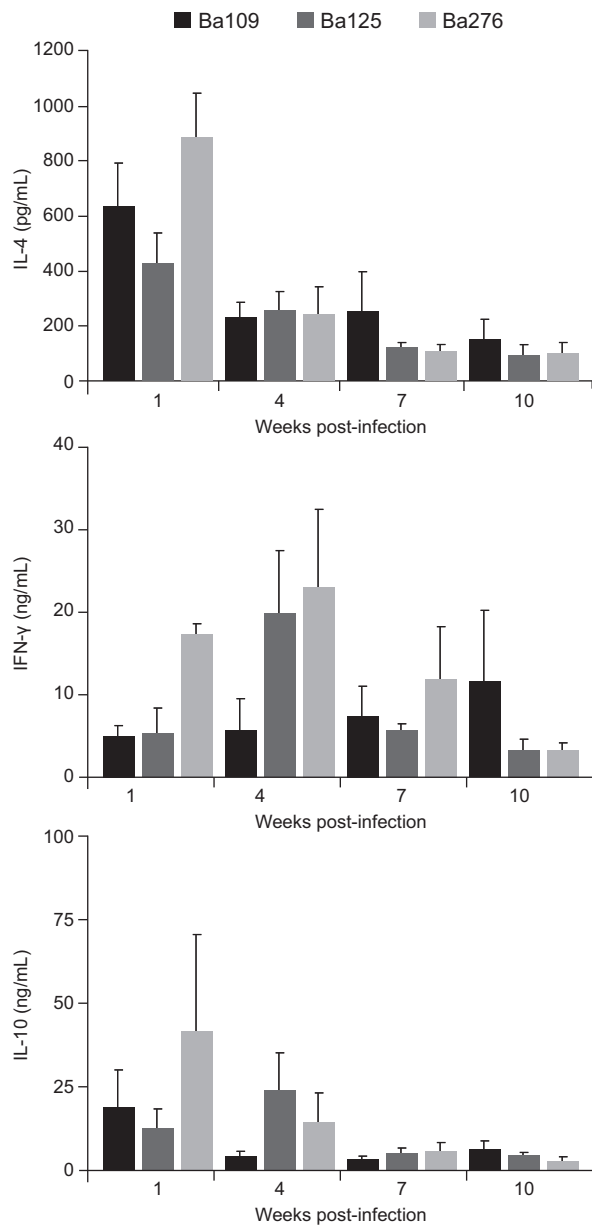 Ba109 Ba125 Ba276
1200
1000
800
600
400
200
0
IL-4 (pg/mL)
1 4 7 10
Weeks post-infection
40
30
20
10
0
IFN-γ (ng/mL)
1 4 7 10
Weeks post-infection
100
75
50
25
0
IL-10 (ng/mL)
1 4 7 10
Weeks post-infection